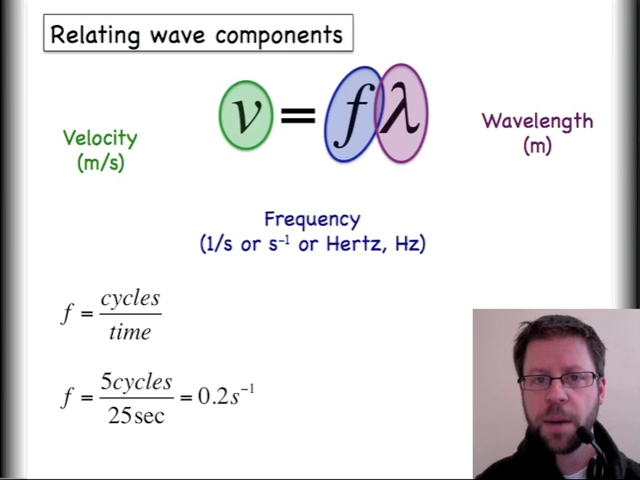 Relating wave components
v = fλ
Velocity
(m/s)
Wavelength
(m)
Frequency
(1/s or s⁻¹ or Hertz, Hz)
f = cycles/time
f = 5cycles/25sec = 0.2s⁻¹